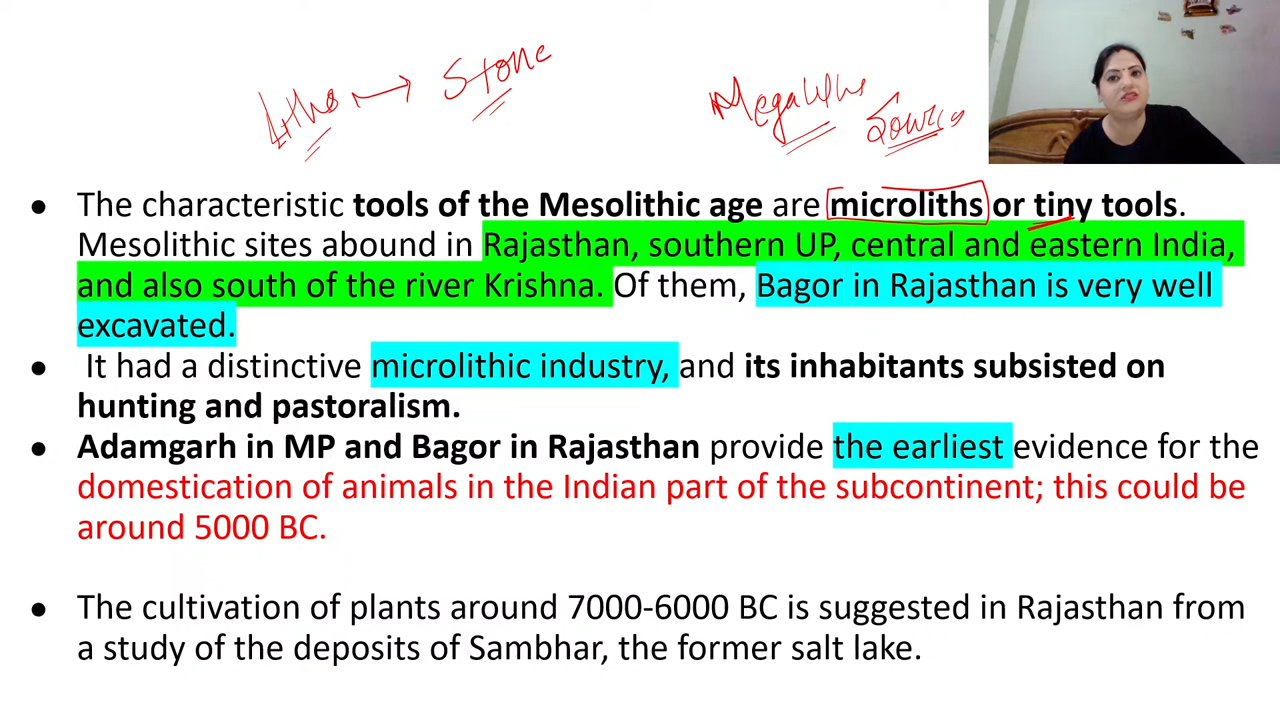 Litho → Stone
Megaliths
Source
● The characteristic tools of the Mesolithic age are microliths or tiny tools.
Mesolithic sites abound in Rajasthan, southern UP, central and eastern India,
and also south of the river Krishna. Of them, Bagor in Rajasthan is very well
excavated.
● It had a distinctive microlithic industry, and its inhabitants subsisted on
hunting and pastoralism.
● Adamgarh in MP and Bagor in Rajasthan provide the earliest evidence for the
domestication of animals in the Indian part of the subcontinent; this could be
around 5000 BC.
● The cultivation of plants around 7000-6000 BC is suggested in Rajasthan from
a study of the deposits of Sambhar, the former salt lake.